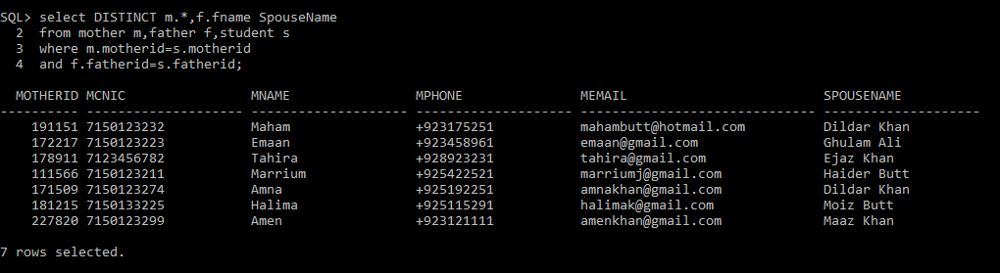 SQL> select DISTINCT m.*,f.fname SpouseName
2 from mother m,father f,student s
3 where m.motherid=s.motherid
4 and f.fatherid=s.fatherid;
MOTHERID MCNIC MNAME MPHONE MEMAIL SPOUSENAME
---------- -------------------- -------------------- -------------------- ------------------------------ --------------------
191151 7150123232 Maham +923175251 mahambutt@hotmail.com Dildar Khan
172217 7150123223 Emaan +923458961 emaan@gmail.com Ghulam Ali
178911 7123456782 Tahira +928923231 tahira@gmail.com Ejaz Khan
111566 7150123211 Marrium +925422521 marriumj@gmail.com Haider Butt
171509 7150123274 Amna +925192251 amnakhan@gmail.com Dildar Khan
181215 7150133225 Halima +925115291 halimak@gmail.com Moiz Butt
227820 7150123299 Amen +923121111 amenkhan@gmail.com Maaz Khan
7 rows selected.